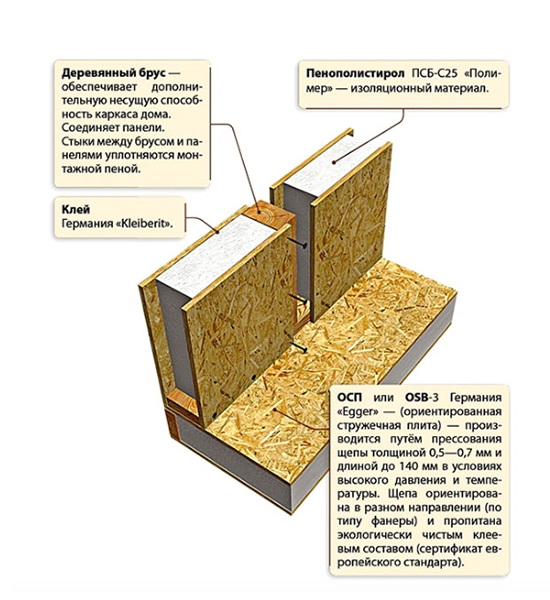 Деревянный брус —
обеспечивает дополни-
тельную несущую способ-
ность каркаса дома.
Соединяет панели.
Стыки между брусом и па-
нелями уплотняются мон-
тажной пеной.
Пенополистирол ПСБ-С25 «Поли-
мер» — изоляционный материал.
Клей
Германия «Kleiberit».
ОСП или OSB-3 Германия
«Egger» — (ориентированная
стружечная плита) — произ-
водится путём прессования
щепы толщиной 0,5—0,7 мм и
длиной до 140 мм в условиях
высокого давления и темпе-
ратуры. Щепа ориентирова-
на в разном направлении (по
типу фанеры) и пропитана
экологически чистым клее-
вым составом (сертификат ев-
ропейского стандарта).